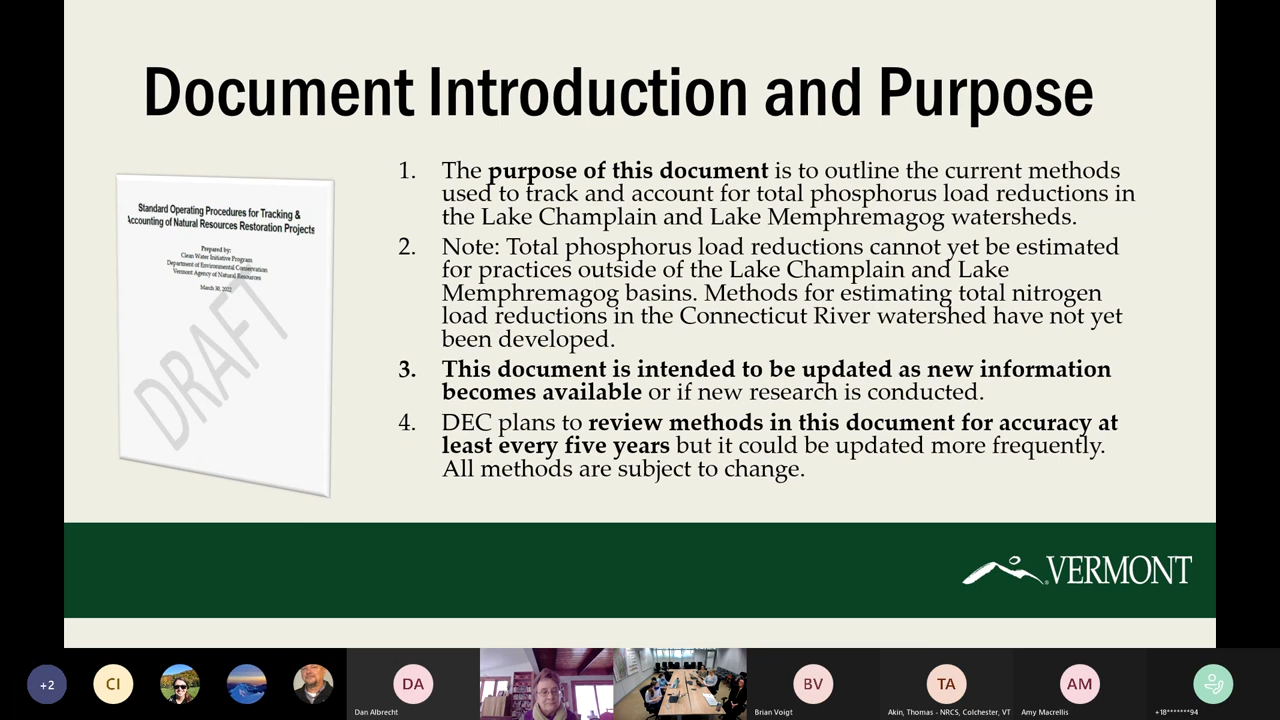 Document Introduction and Purpose
Standard Operating Procedures for Tracking &
Accounting of Natural Resources Restoration Projects
Prepared by:
Clean Water Initiative Program
Department of Environmental Conservation
Vermont Agency of Natural Resources
March 30, 2022
DRAFT
1. The purpose of this document is to outline the current methods
used to track and account for total phosphorus load reductions in
the Lake Champlain and Lake Memphremagog watersheds.
2. Note: Total phosphorus load reductions cannot yet be estimated
for practices outside of the Lake Champlain and Lake
Memphremagog basins. Methods for estimating total nitrogen
load reductions in the Connecticut River watershed have not yet
been developed.
3. This document is intended to be updated as new information
becomes available or if new research is conducted.
4. DEC plans to review methods in this document for accuracy at
least every five years but it could be updated more frequently.
All methods are subject to change.
VERMONT
+2
CI
DA
BV
TA
AM
Dan Albrecht
Brian Voigt
Akin, Thomas - NRCS, Colchester, VT
Amy Macrellis
+18*******94